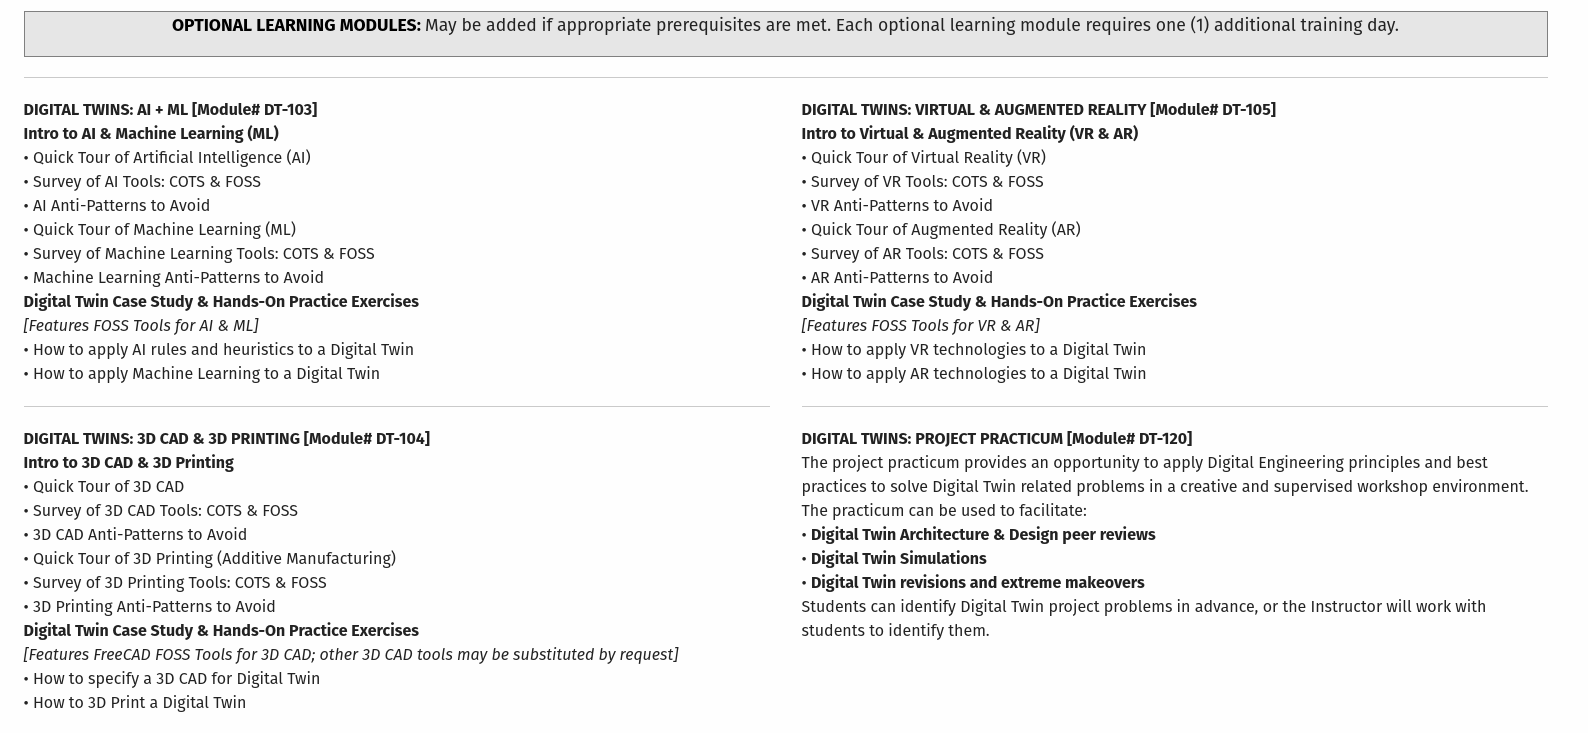 OPTIONAL LEARNING MODULES: May be added if appropriate prerequisites are met. Each optional learning module requires one (1) additional training day.
DIGITAL TWINS: AI + ML [Module# DT-103]
Intro to AI & Machine Learning (ML)
• Quick Tour of Artificial Intelligence (AI)
• Survey of AI Tools: COTS & FOSS
• AI Anti-Patterns to Avoid
• Quick Tour of Machine Learning (ML)
• Survey of Machine Learning Tools: COTS & FOSS
• Machine Learning Anti-Patterns to Avoid
Digital Twin Case Study & Hands-On Practice Exercises
[Features FOSS Tools for AI & ML]
• How to apply AI rules and heuristics to a Digital Twin
• How to apply Machine Learning to a Digital Twin
DIGITAL TWINS: 3D CAD & 3D PRINTING [Module# DT-104]
Intro to 3D CAD & 3D Printing
• Quick Tour of 3D CAD
• Survey of 3D CAD Tools: COTS & FOSS
• 3D CAD Anti-Patterns to Avoid
• Quick Tour of 3D Printing (Additive Manufacturing)
• Survey of 3D Printing Tools: COTS & FOSS
• 3D Printing Anti-Patterns to Avoid
Digital Twin Case Study & Hands-On Practice Exercises
[Features FreeCAD FOSS Tools for 3D CAD; other 3D CAD tools may be substituted by request]
• How to specify a 3D CAD for Digital Twin
• How to 3D Print a Digital Twin
DIGITAL TWINS: VIRTUAL & AUGMENTED REALITY [Module# DT-105]
Intro to Virtual & Augmented Reality (VR & AR)
• Quick Tour of Virtual Reality (VR)
• Survey of VR Tools: COTS & FOSS
• VR Anti-Patterns to Avoid
• Quick Tour of Augmented Reality (AR)
• Survey of AR Tools: COTS & FOSS
• AR Anti-Patterns to Avoid
Digital Twin Case Study & Hands-On Practice Exercises
[Features FOSS Tools for VR & AR]
• How to apply VR technologies to a Digital Twin
• How to apply AR technologies to a Digital Twin
DIGITAL TWINS: PROJECT PRACTICUM [Module# DT-120]
The project practicum provides an opportunity to apply Digital Engineering principles and best
practices to solve Digital Twin related problems in a creative and supervised workshop environment.
The practicum can be used to facilitate:
• Digital Twin Architecture & Design peer reviews
• Digital Twin Simulations
• Digital Twin revisions and extreme makeovers
Students can identify Digital Twin project problems in advance, or the Instructor will work with
students to identify them.